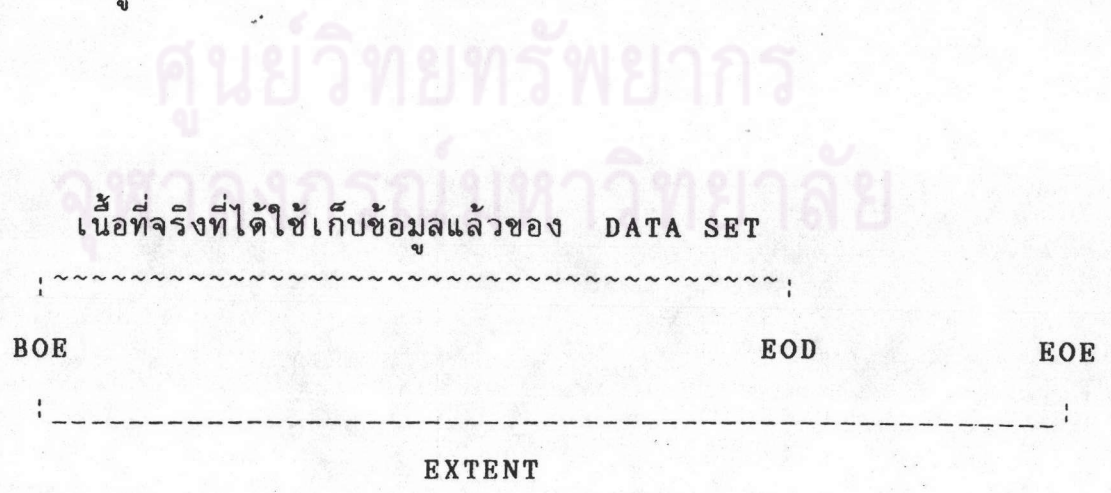 ศูนย์วิทยทรัพยากร
จุฬาลงกรณ์มหาวิทยาลัย
เนื้อที่จริงที่ได้ใช้เก็บข้อมูลแล้วของ DATA SET
BOE EOD EOE
EXTENT